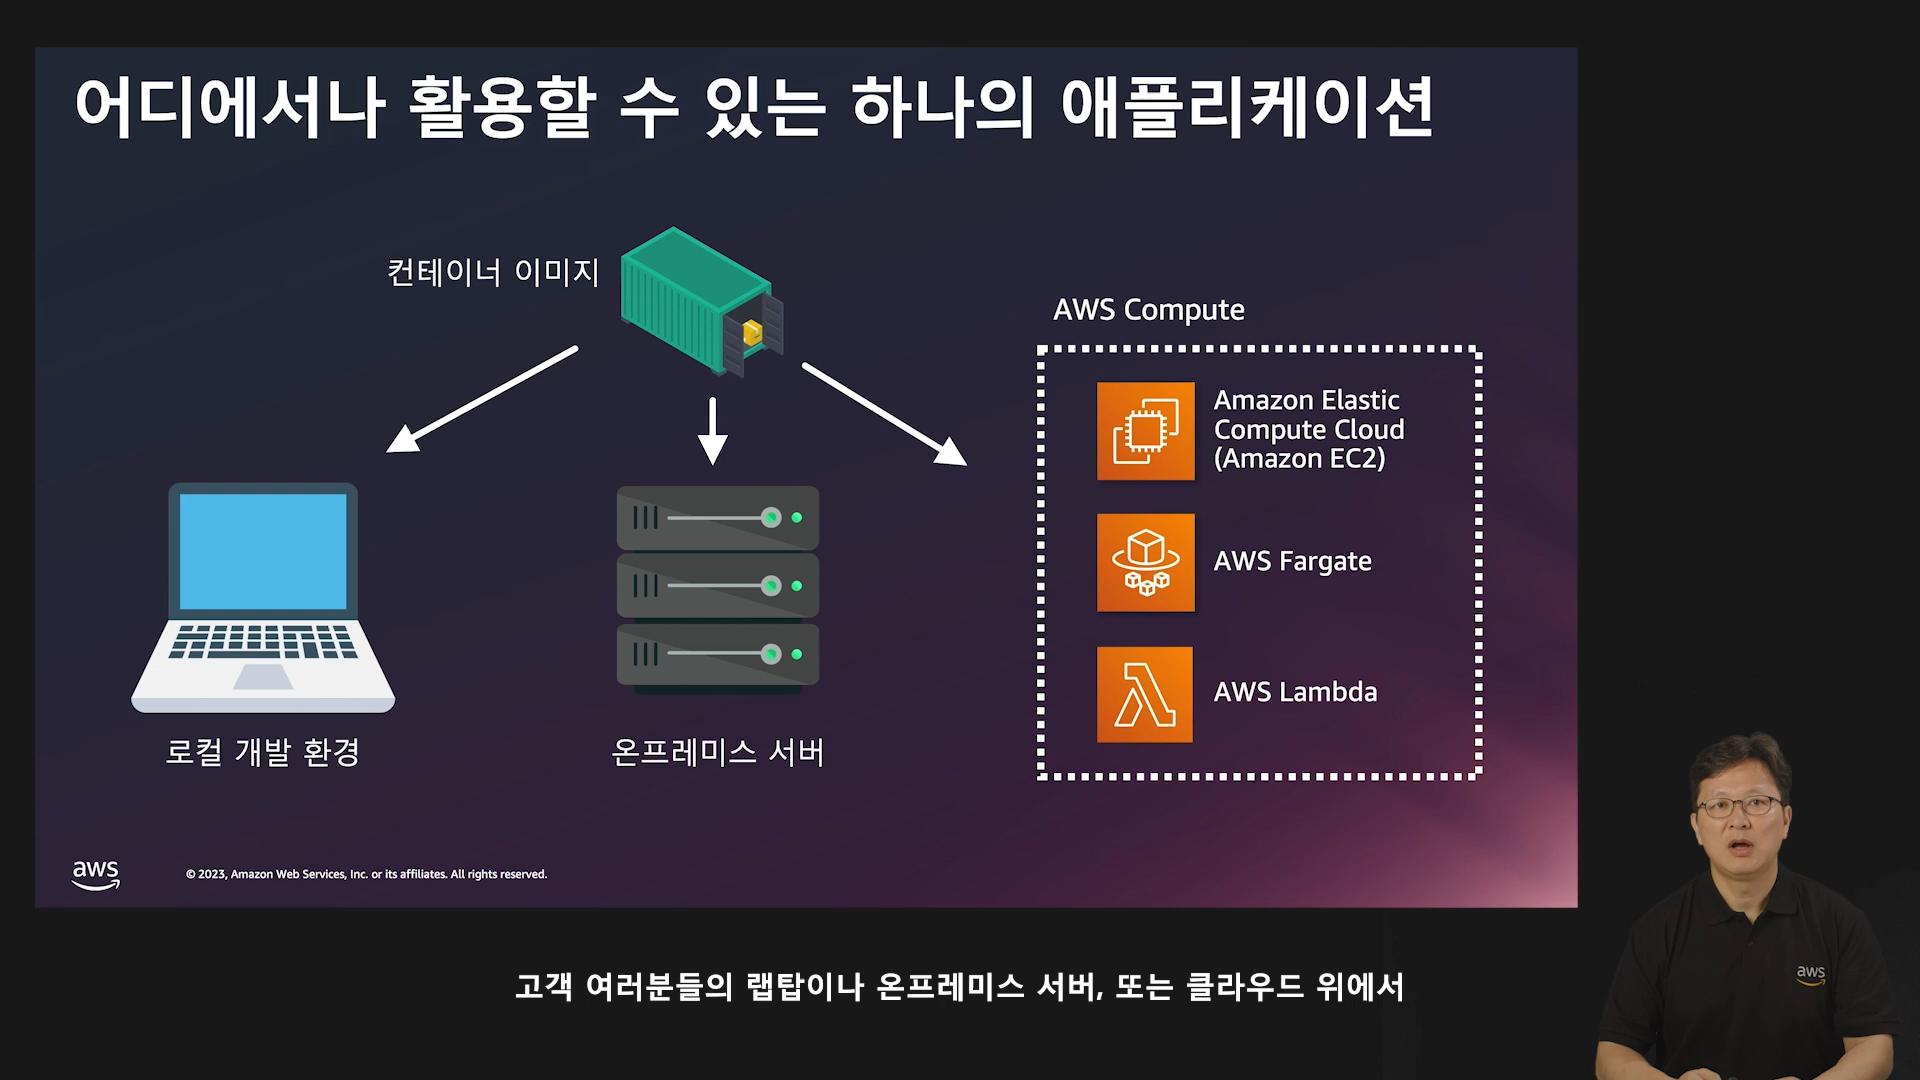 어디에서나 활용할 수 있는 하나의 애플리케이션
컨테이너 이미지
AWS Compute
Amazon Elastic
Compute Cloud
(Amazon EC2)
AWS Fargate
AWS Lambda
로컬 개발 환경
온프레미스 서버
aws
© 2023, Amazon Web Services, Inc. or its affiliates. All rights reserved.
aws
고객 여러분들의 랩탑이나 온프레미스 서버, 또는 클라우드 위에서